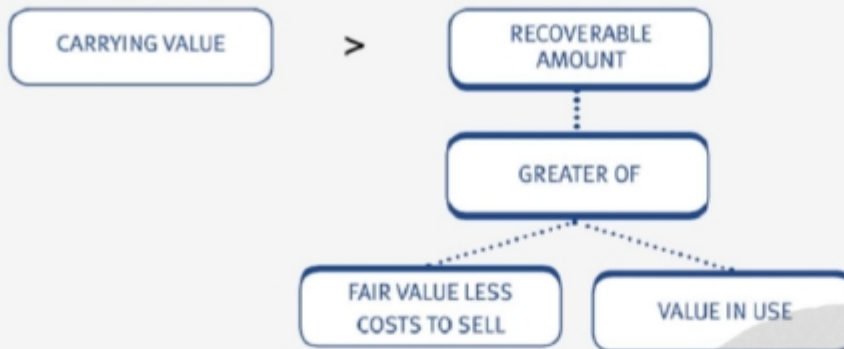 CARRYING VALUE
>
RECOVERABLE
AMOUNT
GREATER OF
FAIR VALUE LESS
COSTS TO SELL
VALUE IN USE